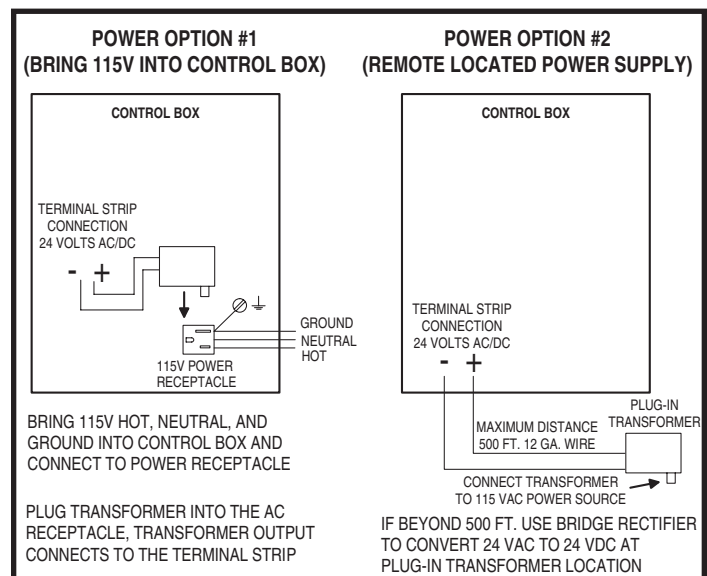 POWER OPTION #1
(BRING 115V INTO CONTROL BOX)
CONTROL BOX
TERMINAL STRIP
CONNECTION
24 VOLTS AC/DC
- +
GROUND
NEUTRAL
HOT
115V POWER
RECEPTACLE
BRING 115V HOT, NEUTRAL, AND
GROUND INTO CONTROL BOX AND
CONNECT TO POWER RECEPTACLE
PLUG TRANSFORMER INTO THE AC
RECEPTACLE, TRANSFORMER OUTPUT
CONNECTS TO THE TERMINAL STRIP
POWER OPTION #2
(REMOTE LOCATED POWER SUPPLY)
CONTROL BOX
TERMINAL STRIP
CONNECTION
24 VOLTS AC/DC
- +
PLUG-IN
TRANSFORMER
MAXIMUM DISTANCE
500 FT. 12 GA. WIRE
CONNECT TRANSFORMER
TO 115 VAC POWER SOURCE
IF BEYOND 500 FT. USE BRIDGE RECTIFIER
TO CONVERT 24 VAC TO 24 VDC AT
PLUG-IN TRANSFORMER LOCATION